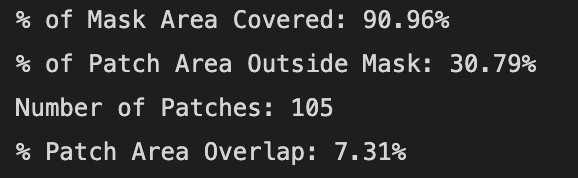 % of Mask Area Covered: 90.96%
% of Patch Area Outside Mask: 30.79%
Number of Patches: 105
% Patch Area Overlap: 7.31%